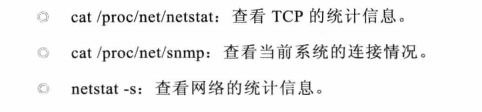 cat /proc/net/netstat：查看 TCP 的统计信息。
cat /proc/net/snmp：查看当前系统的连接情况。
netstat -s：查看网络的统计信息。